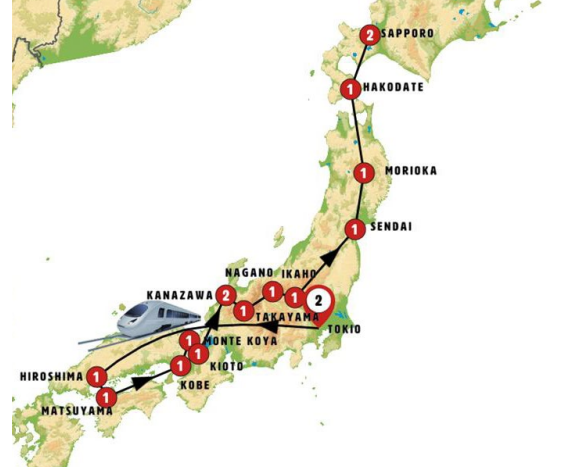 2 SAPPORO
1 HAKODATE
1 MORIOKA
1 SENDAI
NAGANO IKAHO
1 1
KANAZAWA 2
1 TAKAYAMA
2
TOKIO
1 MONTE KOYA
1 KIOTO
1 KOBE
HIROSHIMA 1
1
MATSUYAMA